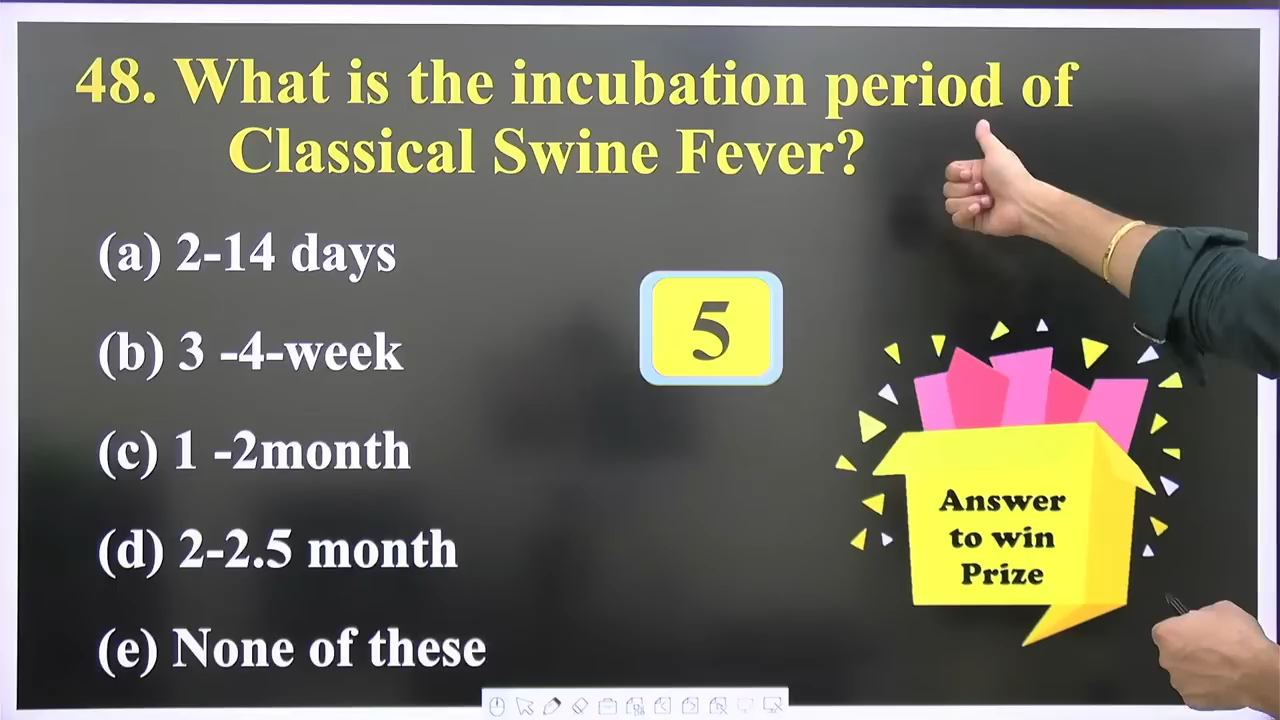 48. What is the incubation period of
Classical Swine Fever?
(a) 2-14 days
(b) 3 -4-week
5
(c) 1 -2month
(d) 2-2.5 month
(e) None of these
Answer
to win
Prize